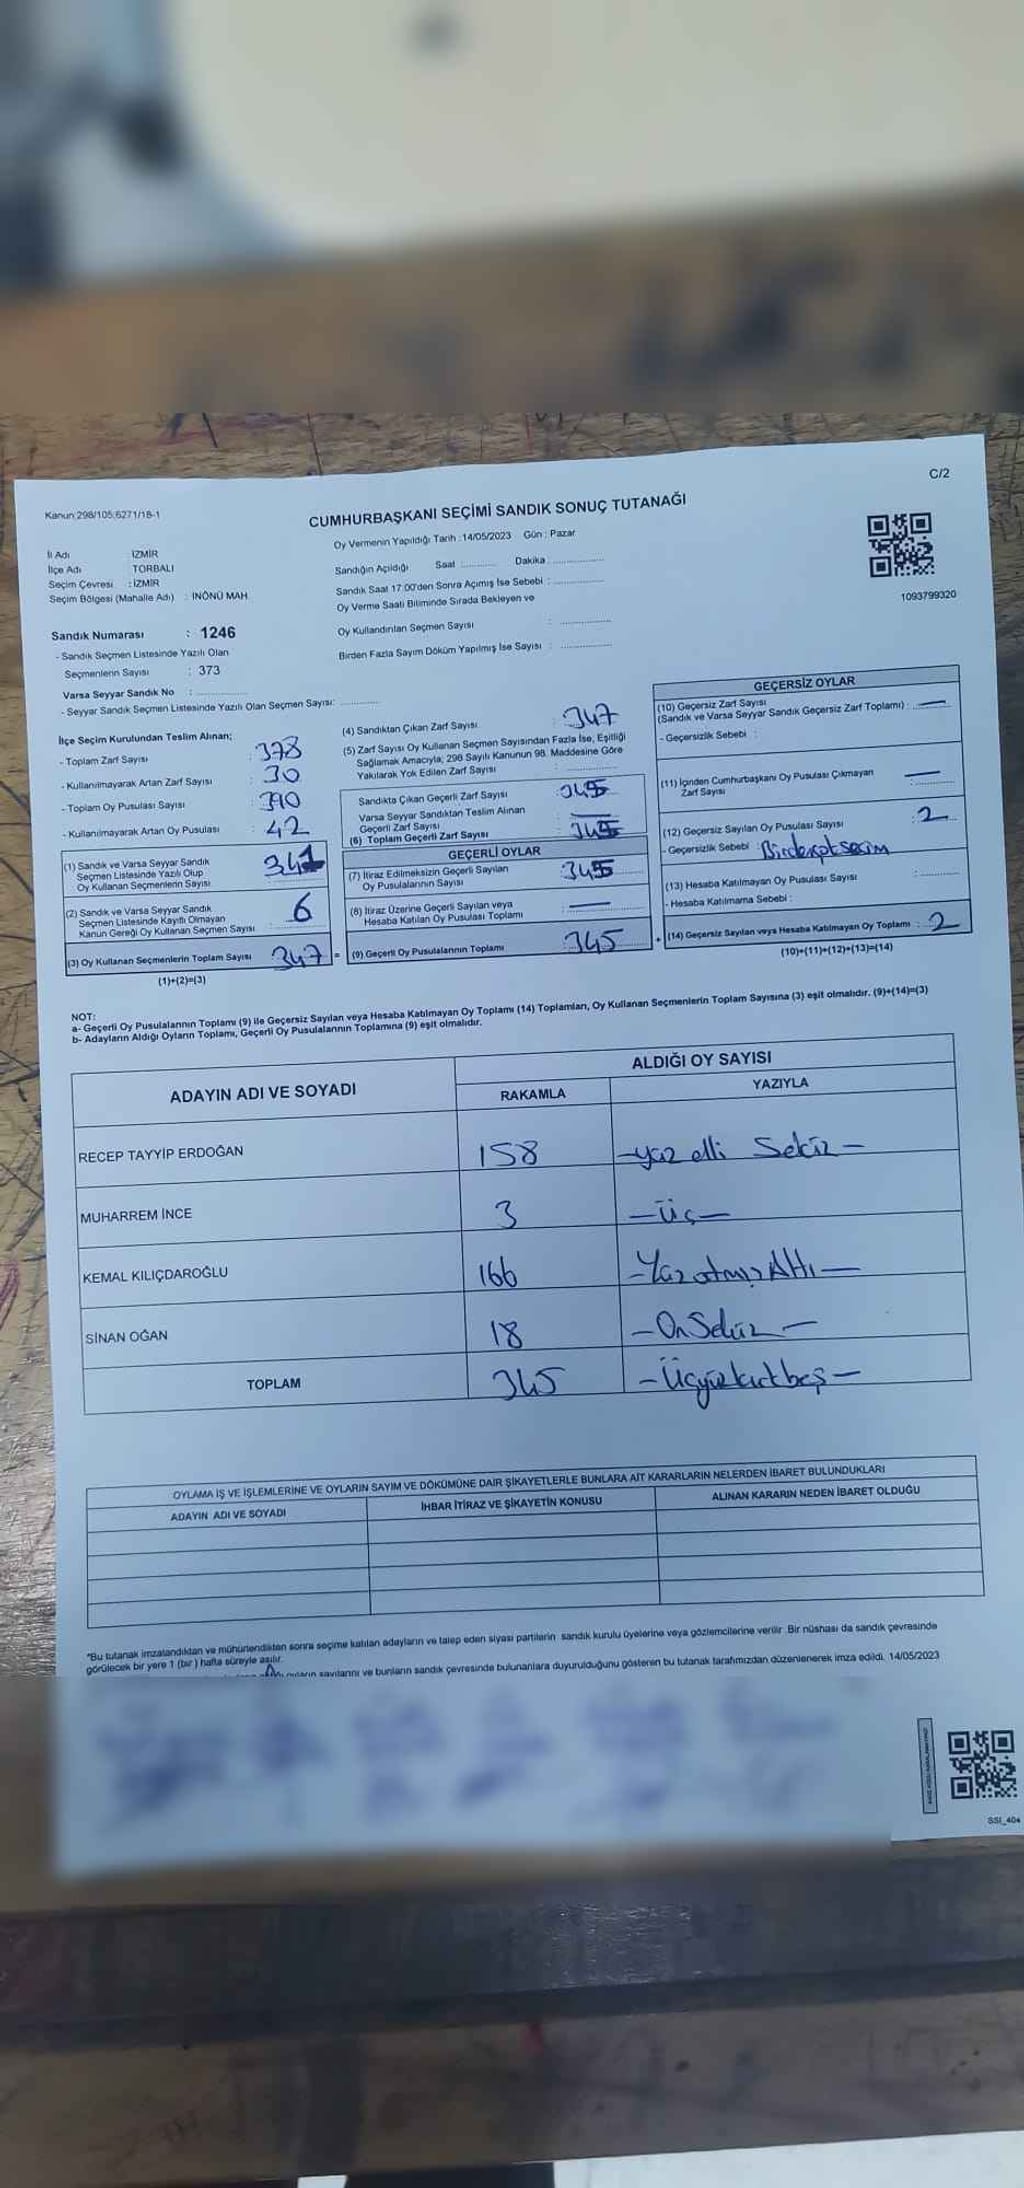 C/2
Kanun:298/105;6271/18-1
CUMHURBAŞKANI SEÇİMİ SANDIK SONUÇ TUTANAĞI
Oy Vermenin Yapıldığı Tarih :14/05/2023 Gün : Pazar
İl Adı İZMİR
İlçe Adı TORBALI
Seçim Çevresi : İZMİR
Seçim Bölgesi (Mahalle Adı) : İNÖNÜ MAH.
Sandığın Açıldığı Saat ............ Dakika ................
Sandık Saat 17:00'den Sonra Açılmış İse Sebebi : ................
Oy Verme Saati Bitiminde Sırada Bekleyen ve
Oy Kullandırılan Seçmen Sayısı : ................
Birden Fazla Sayım Döküm Yapılmış İse Sayısı : ................
1093799320
Sandık Numarası : 1246
- Sandık Seçmen Listesinde Yazılı Olan
Seçmenlerin Sayısı : 373
Varsa Seyyar Sandık No : ................
- Seyyar Sandık Seçmen Listesinde Yazılı Olan Seçmen Sayısı: ............
İlçe Seçim Kurulundan Teslim Alınan;
- Toplam Zarf Sayısı : 378
- Kullanılmayarak Artan Zarf Sayısı : 30
- Toplam Oy Pusulası Sayısı : 390
- Kullanılmayarak Artan Oy Pusulası : 42
(1) Sandık ve Varsa Seyyar Sandık
Seçmen Listesinde Yazılı Olup
Oy Kullanan Seçmenlerin Sayısı 341
(2) Sandık ve Varsa Seyyar Sandık
Seçmen Listesinde Kayıtlı Olmayan
Kanun Gereği Oy Kullanan Seçmen Sayısı 6
(3) Oy Kullanan Seçmenlerin Toplam Sayısı 347
(1)+(2)=(3)
(4) Sandıktan Çıkan Zarf Sayısı : 347
(5) Zarf Sayısı Oy Kullanan Seçmen Sayısından Fazla İse, Eşitliği
Sağlamak Amacıyla; 298 Sayılı Kanunun 98. Maddesine Göre
Yakılarak Yok Edilen Zarf Sayısı : ................
Sandıkta Çıkan Geçerli Zarf Sayısı : 345
Varsa Seyyar Sandıktan Teslim Alınan
Geçerli Zarf Sayısı : —
(6) Toplam Geçerli Zarf Sayısı : 345
GEÇERLİ OYLAR
(7) İtiraz Edilmeksizin Geçerli Sayılan
Oy Pusulalarının Sayısı : 345
(8) İtiraz Üzerine Geçerli Sayılan veya
Hesaba Katılan Oy Pusulası Toplamı : —
= (9) Geçerli Oy Pusulalarının Toplamı 345
GEÇERSİZ OYLAR
(10) Geçersiz Zarf Sayısı
(Sandık ve Varsa Seyyar Sandık Geçersiz Zarf Toplamı) : —
- Geçersizlik Sebebi :
(11) İçinden Cumhurbaşkanı Oy Pusulası Çıkmayan
Zarf Sayısı : —
(12) Geçersiz Sayılan Oy Pusulası Sayısı : 2
- Geçersizlik Sebebi : Birden çok seçim
(13) Hesaba Katılmayan Oy Pusulası Sayısı : ............
- Hesaba Katılmama Sebebi :
+ (14) Geçersiz Sayılan veya Hesaba Katılmayan Oy Toplamı : 2
(10)+(11)+(12)+(13)=(14)
NOT:
a- Geçerli Oy Pusulalarının Toplamı (9) ile Geçersiz Sayılan veya Hesaba Katılmayan Oy Toplamı (14) Toplamları, Oy Kullanan Seçmenlerin Toplam Sayısına (3) eşit olmalıdır. (9)+(14)=(3)
b- Adayların Aldığı Oyların Toplamı, Geçerli Oy Pusulalarının Toplamına (9) eşit olmalıdır.
ADAYIN ADI VE SOYADI ALDIĞI OY SAYISI
RAKAMLA YAZIYLA
RECEP TAYYİP ERDOĞAN 158 — yüz elli Sekiz —
MUHARREM İNCE 3 — üç —
KEMAL KILIÇDAROĞLU 166 — Yüz atmış Altı —
SİNAN OĞAN 18 — On Sekiz —
TOPLAM 345 — Üçyüz kırk beş —
OYLAMA İŞ VE İŞLEMLERİNE VE OYLARIN SAYIM VE DÖKÜMÜNE DAİR ŞİKAYETLERLE BUNLARA AİT KARARLARIN NELERDEN İBARET BULUNDUKLARI
ADAYIN ADI VE SOYADI İHBAR İTİRAZ VE ŞİKAYETİN KONUSU ALINAN KARARIN NEDEN İBARET OLDUĞU
*Bu tutanak imzalandıktan ve mühürlendikten sonra seçime katılan adayların ve talep eden siyasi partilerin sandık kurulu üyelerine veya gözlemcilerine verilir. Bir nüshası da sandık çevresinde
görülecek bir yere 1 (bir) hafta süreyle asılır.
oyların sayılarını ve bunların sandık çevresinde bulunanlara duyurulduğunu gösteren bu tutanak tarafımızdan düzenlenerek imza edildi. 14/05/2023
SSI_404